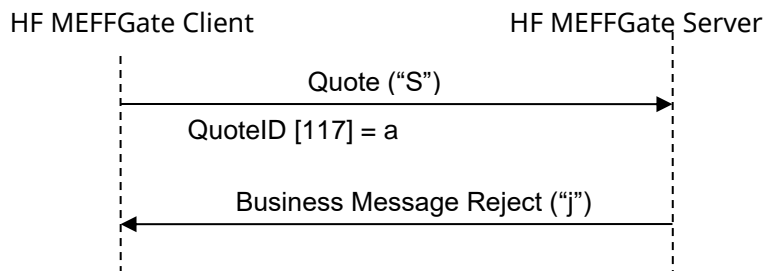 HF MEFFGate Client HF MEFFGate Server
Quote (“S”)
QuoteID [117] = a
Business Message Reject (“j”)